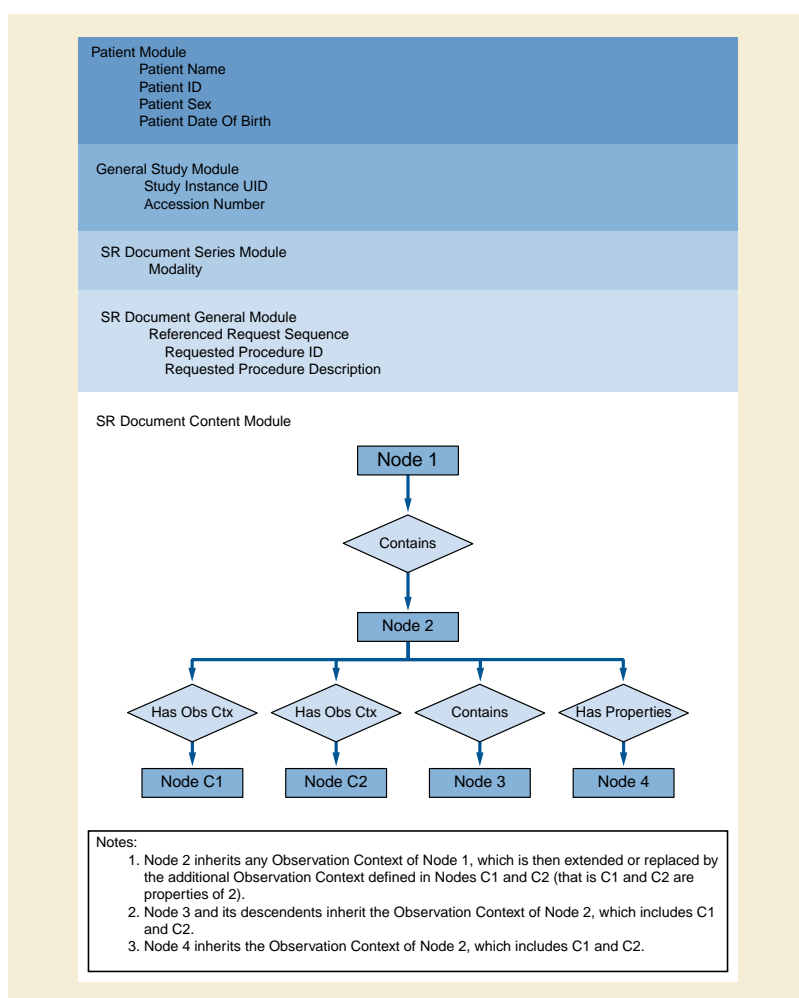 Patient Module
Patient Name
Patient ID
Patient Sex
Patient Date Of Birth
General Study Module
Study Instance UID
Accession Number
SR Document Series Module
Modality
SR Document General Module
Referenced Request Sequence
Requested Procedure ID
Requested Procedure Description
SR Document Content Module
Node 1
Contains
Node 2
Has Obs Ctx
Has Obs Ctx
Contains
Has Properties
Node C1
Node C2
Node 3
Node 4
Notes:
1. Node 2 inherits any Observation Context of Node 1, which is then extended or replaced by
the additional Observation Context defined in Nodes C1 and C2 (that is C1 and C2 are
properties of 2).
2. Node 3 and its descendents inherit the Observation Context of Node 2, which includes C1
and C2.
3. Node 4 inherits the Observation Context of Node 2, which includes C1 and C2.